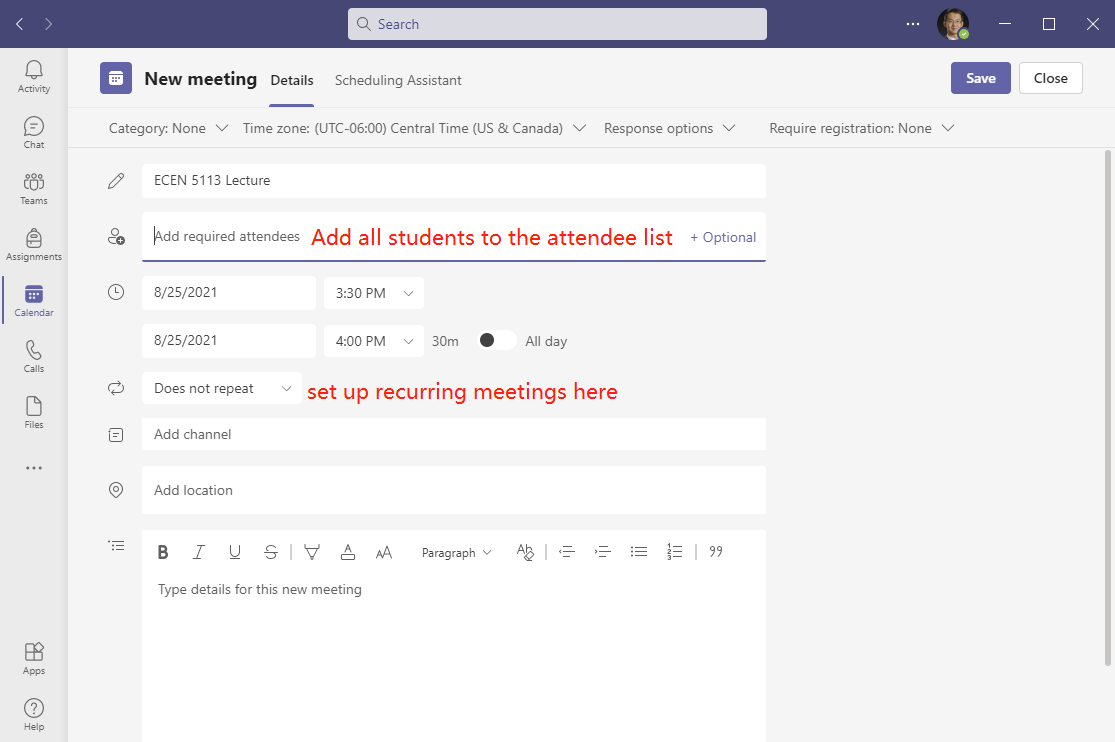 Search
Activity
Chat
Teams
Assignments
Calendar
Calls
Files
Apps
Help
New meeting Details Scheduling Assistant Save Close
Category: None Time zone: (UTC-06:00) Central Time (US & Canada) Response options Require registration: None
ECEN 5113 Lecture
Add required attendees Add all students to the attendee list + Optional
8/25/2021 3:30 PM
8/25/2021 4:00 PM 30m All day
Does not repeat set up recurring meetings here
Add channel
Add location
B I U S A AA Paragraph Ab
Type details for this new meeting